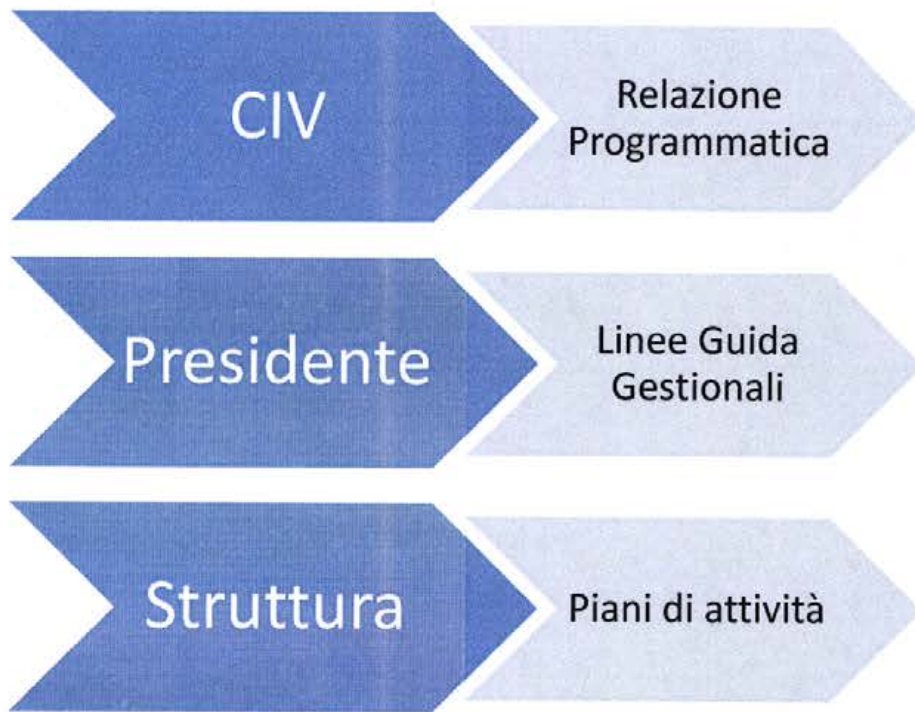 CIV
Relazione
Programmatica
Presidente
Linee Guida
Gestionali
Struttura
Piani di attività